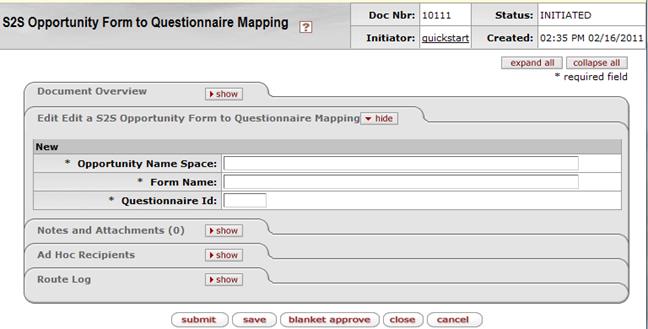 S2S Opportunity Form to Questionnaire Mapping ?
Doc Nbr: 10111 Status: INITIATED
Initiator: quickstart Created: 02:35 PM 02/16/2011
expand all collapse all
* required field
Document Overview show
Edit Edit a S2S Opportunity Form to Questionnaire Mapping hide
New
* Opportunity Name Space:
* Form Name:
* Questionnaire Id:
Notes and Attachments (0) show
Ad Hoc Recipients show
Route Log show
submit save blanket approve close cancel